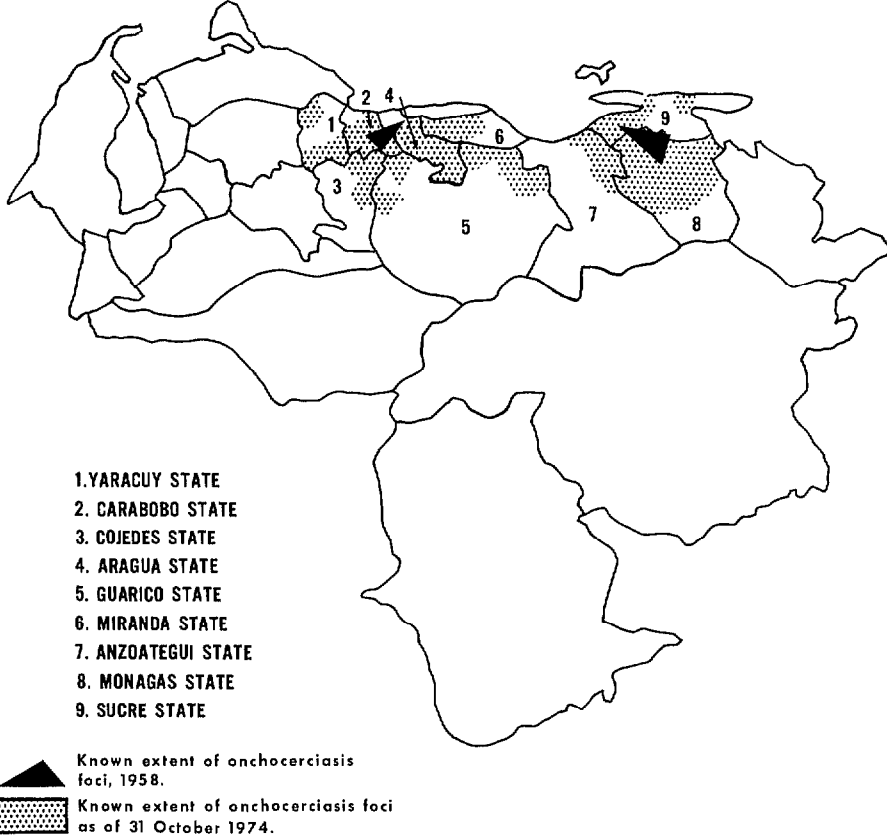 2 4
1
9
6
3
5
7
8
1.YARACUY STATE
2. CARABOBO STATE
3. COJEDES STATE
4. ARAGUA STATE
5. GUARICO STATE
6. MIRANDA STATE
7. ANZOATEGUI STATE
8. MONAGAS STATE
9. SUCRE STATE
Known extent of onchocerciasis
foci, 1958.
Known extent of onchocerciasis foci
as of 31 October 1974.